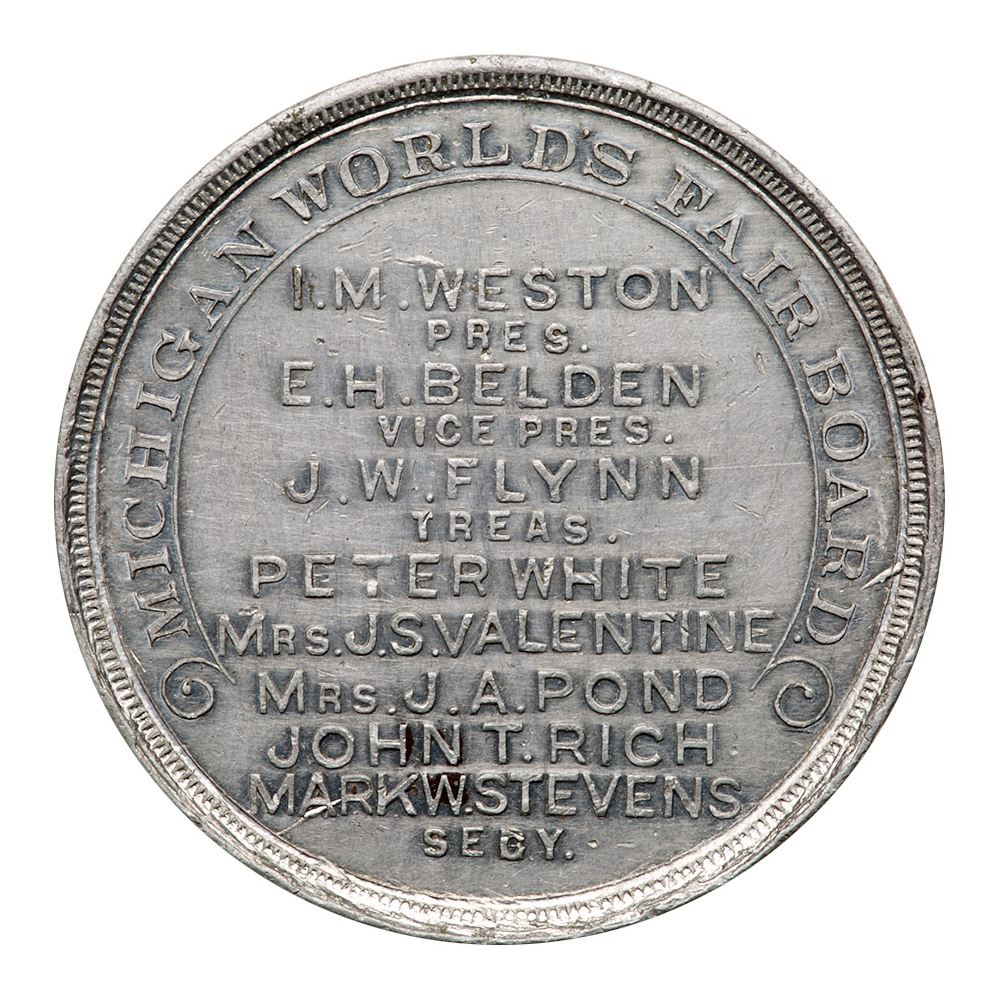 MICHIGAN WORLD'S FAIR BOARD.
I.M. WESTON
PRES.
E.H. BELDEN
VICE PRES.
J.W. FLYNN
TREAS.
PETER WHITE
MRS. J.S. VALENTINE.
MRS. J.A. POND
JOHN T. RICH.
MARK W. STEVENS
SECY.